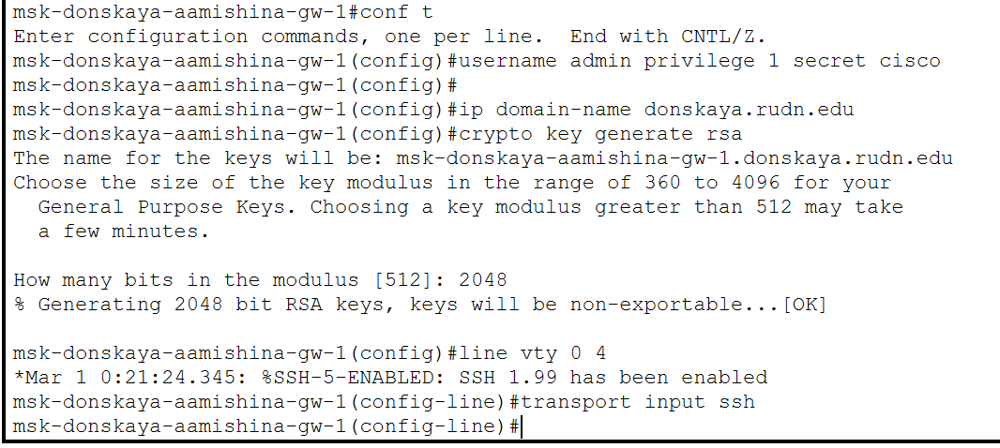 msk-donskaya-aamishina-gw-1#conf t
Enter configuration commands, one per line.  End with CNTL/Z.
msk-donskaya-aamishina-gw-1(config)#username admin privilege 1 secret cisco
msk-donskaya-aamishina-gw-1(config)#
msk-donskaya-aamishina-gw-1(config)#ip domain-name donskaya.rudn.edu
msk-donskaya-aamishina-gw-1(config)#crypto key generate rsa
The name for the keys will be: msk-donskaya-aamishina-gw-1.donskaya.rudn.edu
Choose the size of the key modulus in the range of 360 to 4096 for your
  General Purpose Keys. Choosing a key modulus greater than 512 may take
  a few minutes.

How many bits in the modulus [512]: 2048
% Generating 2048 bit RSA keys, keys will be non-exportable...[OK]

msk-donskaya-aamishina-gw-1(config)#line vty 0 4
*Mar 1 0:21:24.345: %SSH-5-ENABLED: SSH 1.99 has been enabled
msk-donskaya-aamishina-gw-1(config-line)#transport input ssh
msk-donskaya-aamishina-gw-1(config-line)#